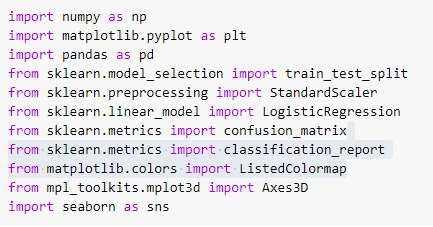 import numpy as np
import matplotlib.pyplot as plt
import pandas as pd
from sklearn.model_selection import train_test_split
from sklearn.preprocessing import StandardScaler
from sklearn.linear_model import LogisticRegression
from sklearn.metrics import confusion_matrix
from sklearn.metrics import classification_report
from matplotlib.colors import ListedColormap
from mpl_toolkits.mplot3d import Axes3D
import seaborn as sns